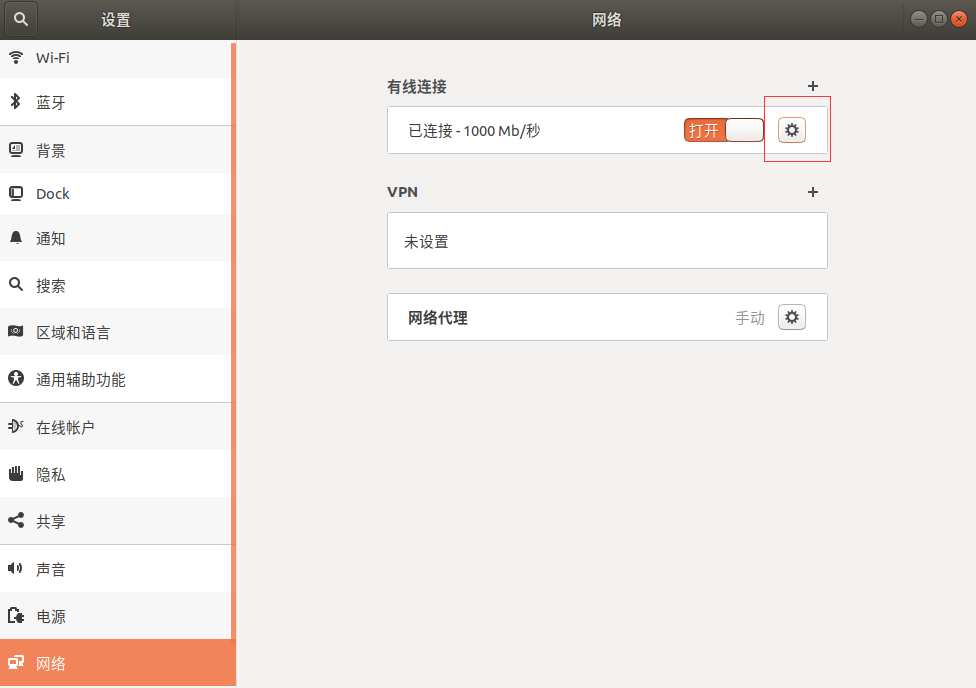 设置
网络
Wi-Fi
蓝牙
背景
Dock
通知
搜索
区域和语言
通用辅助功能
在线帐户
隐私
共享
声音
电源
网络
有线连接
已连接 - 1000 Mb/秒
打开
VPN
未设置
网络代理
手动